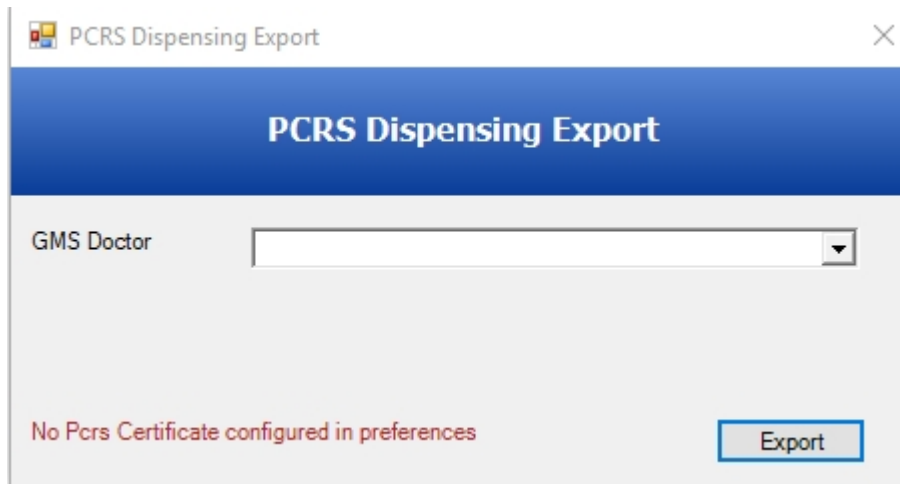 PCRS Dispensing Export
PCRS Dispensing Export
GMS Doctor
No Pcrs Certificate configured in preferences
Export